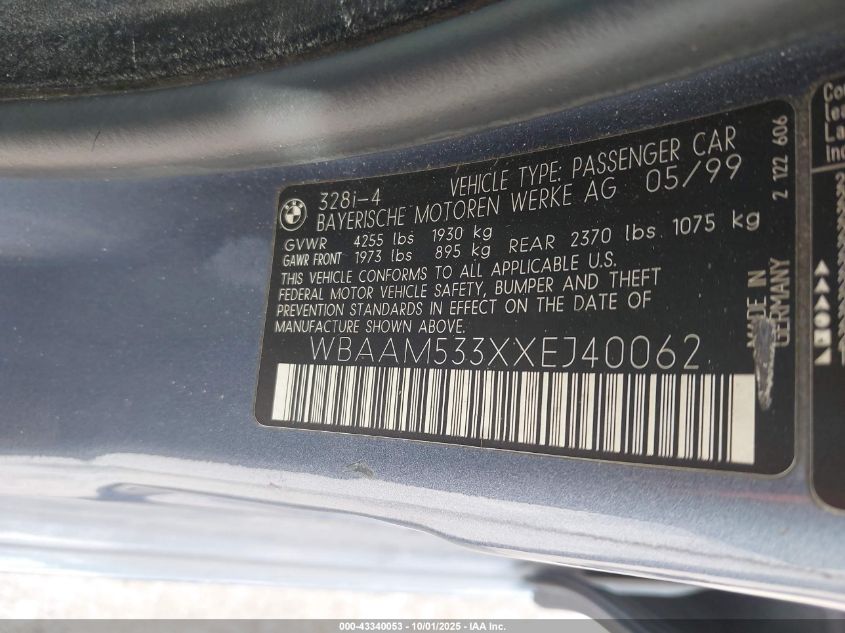 328i-4 VEHICLE TYPE: PASSENGER CAR
BAYERISCHE MOTOREN WERKE AG 05/99
GVWR 4255 lbs 1930 kg
GAWR FRONT 1973 lbs 895 kg REAR 2370 lbs 1075 kg
THIS VEHICLE CONFORMS TO ALL APPLICABLE U.S.
FEDERAL MOTOR VEHICLE SAFETY, BUMPER AND THEFT
PREVENTION STANDARDS IN EFFECT ON THE DATE OF
MANUFACTURE SHOWN ABOVE.
WBAAM533XXEJ40062
2 122 606
MADE IN
GERMANY
BMW
000-43340053 - 10/01/2025 - IAA Inc.